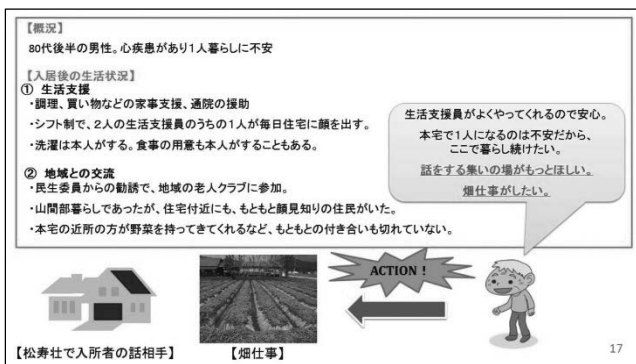 【概況】
80代後半の男性。心疾患があり1人暮らしに不安
【入居後の生活状況】
① 生活支援
・調理、買い物などの家事支援、通院の援助
・シフト制で、2人の生活支援員のうちの1人が毎日住宅に顔を出す。
・洗濯は本人がする。食事の用意も本人がすることもある。
② 地域との交流
・民生委員からの勧誘で、地域の老人クラブに参加。
・山間部暮らしであったが、住宅付近にも、もともと顔見知りの住民がいた。
・本宅の近所の方が野菜を持ってきてくれるなど、もともとの付き合いも切れていない。
生活支援員がよくやってくれるので安心。
本宅で1人になるのは不安だから、
ここで暮らし続けたい。
話をする集いの場がもっとほしい。
畑仕事がしたい。
ACTION！
【松寿荘で入所者の話相手】
【畑仕事】
17